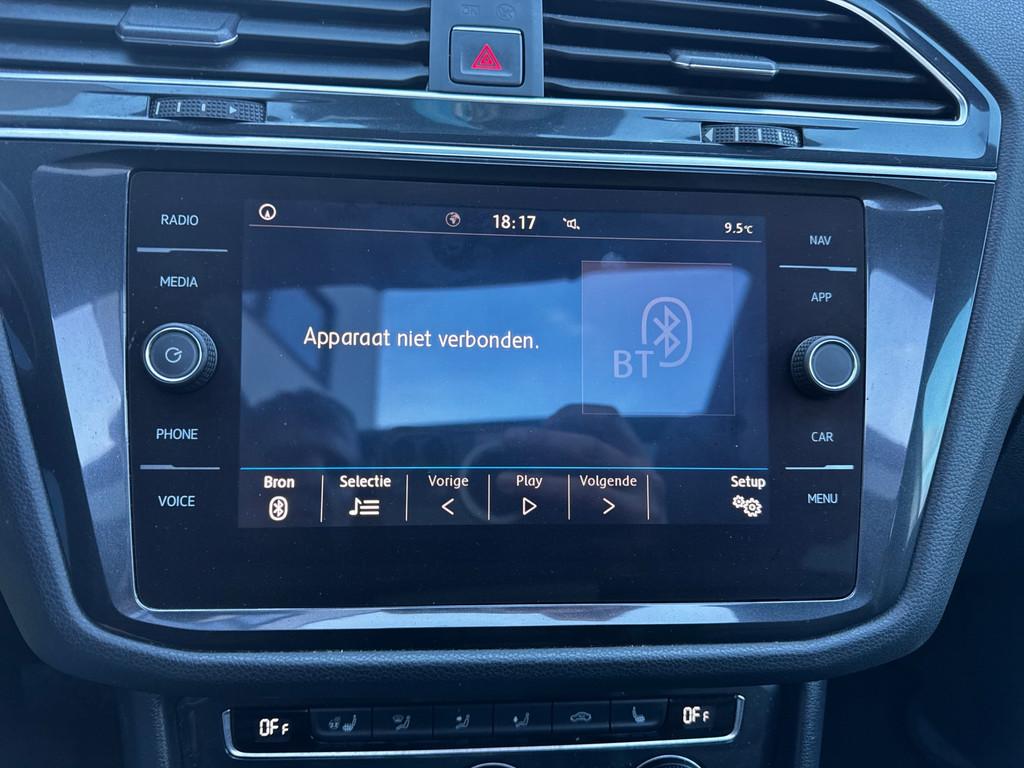 RADIO
MEDIA
PHONE
VOICE
18:17
9.5°C
Apparaat niet verbonden.
BT
Bron
Selectie
Vorige
Play
Volgende
Setup
NAV
APP
CAR
MENU
OFF
OFF